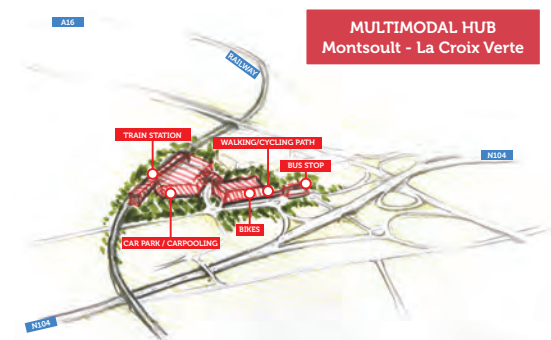 A16
MULTIMODAL HUB
Montsoult - La Croix Verte
RAILWAY
TRAIN STATION
WALKING/CYCLING PATH
BUS STOP
N104
CAR PARK / CARPOOLING
BIKES
N104